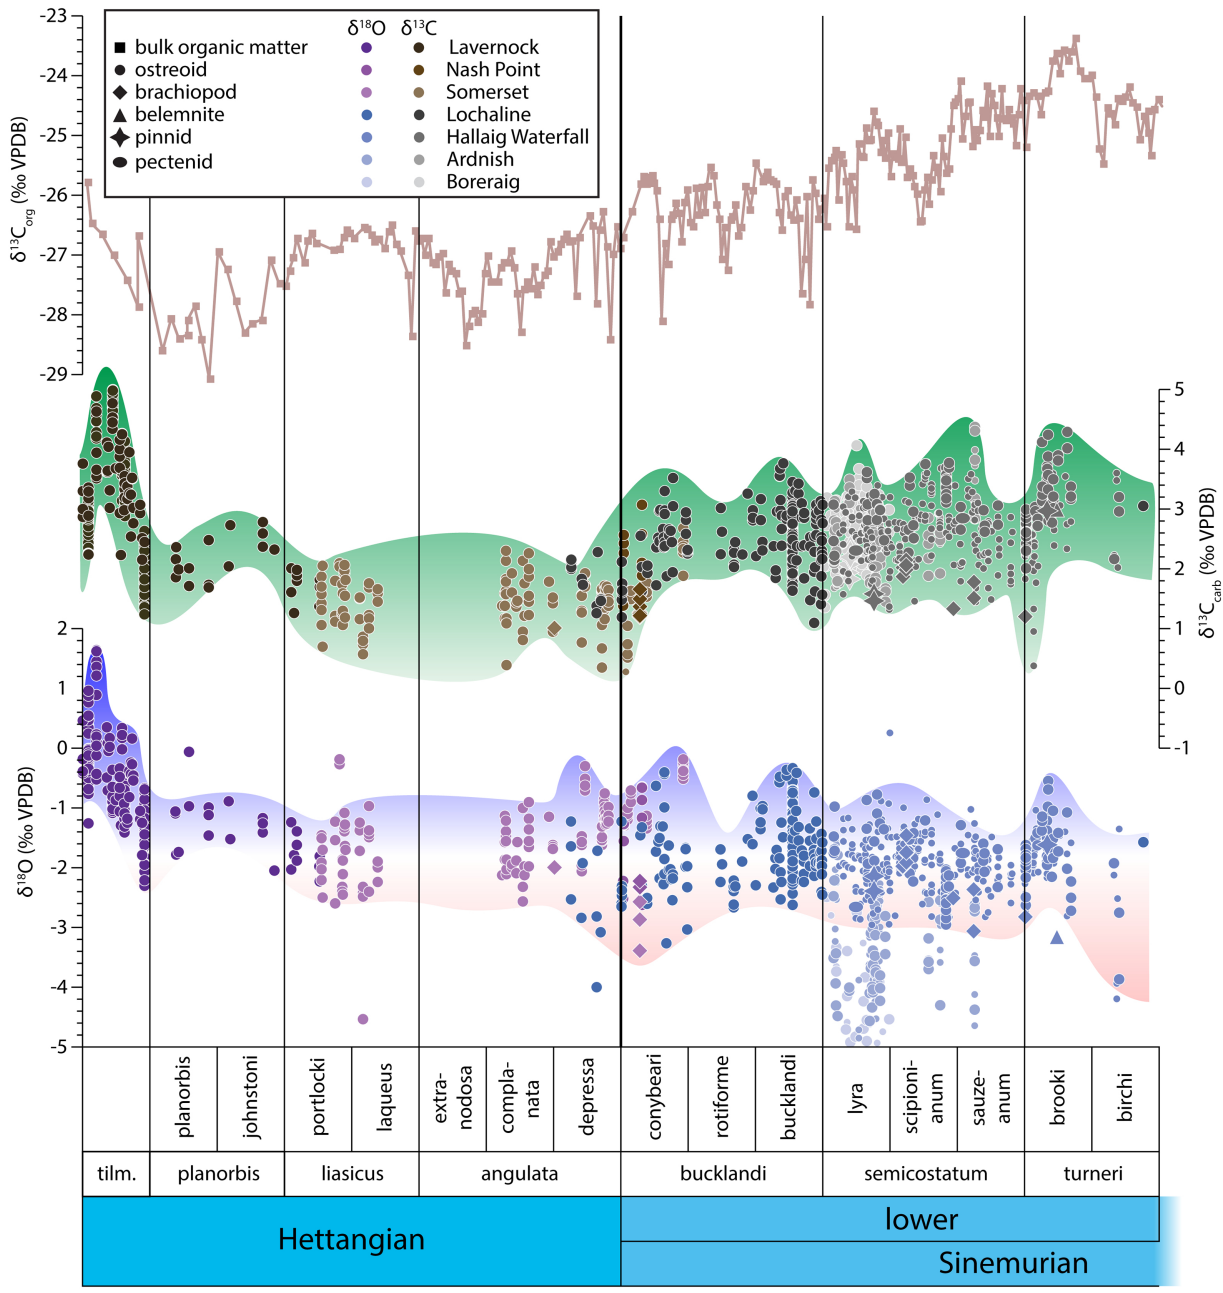 δ¹⁸O δ¹³C
bulk organic matter
ostreoid
brachiopod
belemnite
pinnid
pectenid
Lavernock
Nash Point
Somerset
Lochaline
Hallaig Waterfall
Ardnish
Boreraig
-23
-24
-25
-26
-27
-28
-29
δ¹³Corg (‰ VPDB)
5
4
3
2
1
0
-1
δ¹³Ccarb (‰ VPDB)
2
1
0
-1
-2
-3
-4
-5
δ¹⁸O (‰ VPDB)
planorbis
johnstoni
portlocki
laqueus
extra-
nodosa
compla-
nata
depressa
conybeari
rotiforme
bucklandi
lyra
scipioni-
anum
sauze-
anum
brooki
birchi
tilm. planorbis liasicus angulata bucklandi semicostatum turneri
Hettangian
lower
Sinemurian